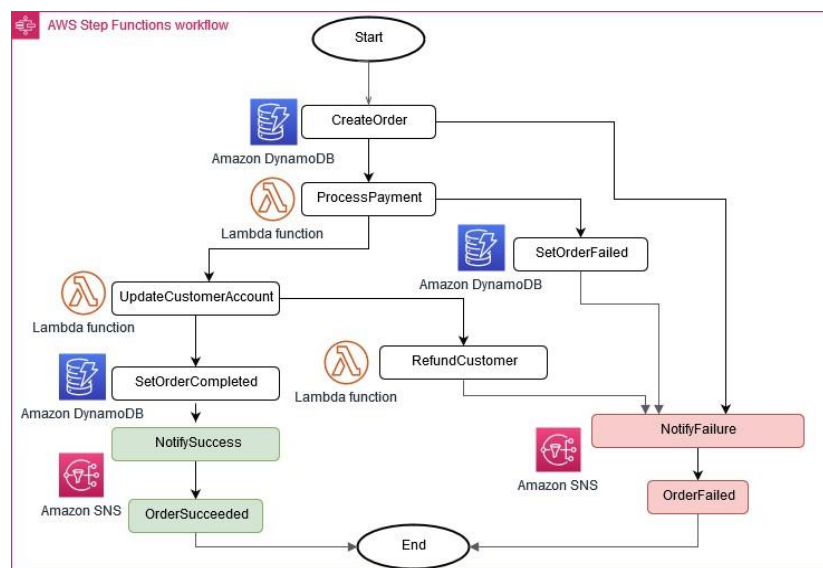 AWS Step Functions workflow
Start
CreateOrder
Amazon DynamoDB
ProcessPayment
Lambda function
SetOrderFailed
Amazon DynamoDB
UpdateCustomerAccount
Lambda function
RefundCustomer
Lambda function
SetOrderCompleted
Amazon DynamoDB
NotifySuccess
NotifyFailure
Amazon SNS
Amazon SNS
OrderSucceeded
OrderFailed
End